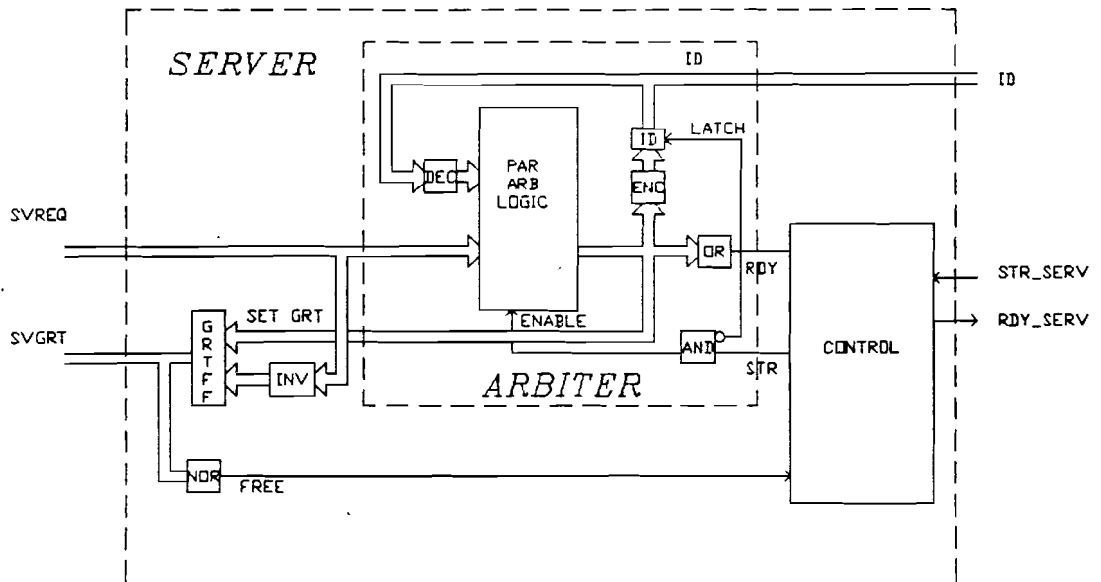 SERVER
ID
ID
LATCH
ID
PAR
ARB
LOGIC
DEC
ENC
SVREQ
OR
RDY
STR_SERV
SET GRT
ENABLE
RDY_SERV
SVGRT
GRTFF
AND
CONTROL
STR
INV
ARBITER
NOR
FREE